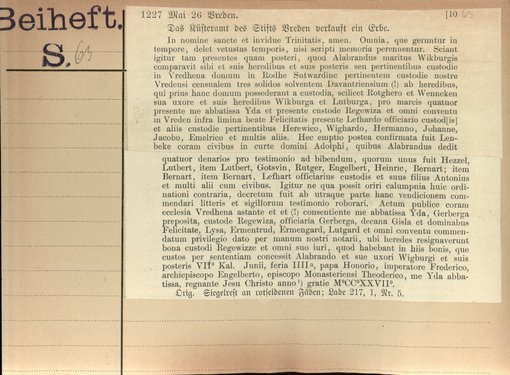 Beiheft.
S. 63
1227 Mai 26 Vreden. [10 63
Das Küsteramt des Stifts Vreden verkauft ein Erbe.
In nomine sancte et invidue Trinitatis, amen. Omnia, que geruntur in
tempore, delet vetustas temporis, nisi scripti memoria perenuentur. Sciant
igitur tam presentes quam posteri, quod Alabrandus maritus Wikburgis
comparavit sibi et suis heredibus et suis posteris seu pertinentibus custodie
in Vredhena domum in Rodhe Sutwardine pertinentem custodie nostre
Vredensi censualem tres solidos solventem Davantriensium (!) ab heredibus,
qui prius hanc domum possederant a custodia, scilicet Rotghero et Wenneken
sua uxore et suis heredibus Wikburga et Lutburga, pro marcis quatuor
presente me abbatissa Yda et presente custode Regewiza et omni conventu
in Vreden infra limina beate Felicitatis presente Lefhardo officiario custod[is]
et aliis custodie pertinentibus Herewico, Wighardo, Hermanno, Johanne,
Jacobo, Emelrico et multis aliis. Hec emptio postea confirmata fuit Len-
beke coram civibus in curte domini Adolphi, quibus Alabrandus dedit
quatuor denarios pro testimonio ad bibendum, quorum unus fuit Hezzel,
Lutbert, item Lutbert, Gotsvin, Rutger, Engelbert, Heinric, Bernart; item
Bernart, item Bernart, Lefhart officiarius custodis et suus filius Antonius
et multi alii eum civibus. Igitur ne qua possit oriri calumpnia huic ordi-
nationi contraria, decretum fuit ab utraque parte hanc vendicionem com-
mendari litteris et sigillorum testimonio roborari. Actum publice coram
ecclesia Vredhena astante et et (!) consentiente me abbatissa Yda, Gerberga
preposita, custode Regewiza, officiaria Gerberga, decana Gisla et dominabus
Felicitate, Lysa, Ermentrud, Ermengard, Lutgard et omni conventu commen-
datum privilegio dato per manum nostri notarii, ubi heredes resignaverunt
bona custodi Regewizze et omni suo iuri, quod habebant in hiis bonis, que
custos per sententiam concessit Alabrando et sue uxori Wigburgi et suis
posteris VIIº Kal. Junii, feria IIIIª, papa Honorio, imperatore Frederico,
archiepiscopo Engelberto, episcopo Monasteriensi Theoderico, me Yda abba-
tissa, regnante Jesu Christo anno¹) gratie MºCCºXXVIIº.
Orig. Siegelrest an rotseidenen Fäden; Lade 217, 1, Nr. 5.